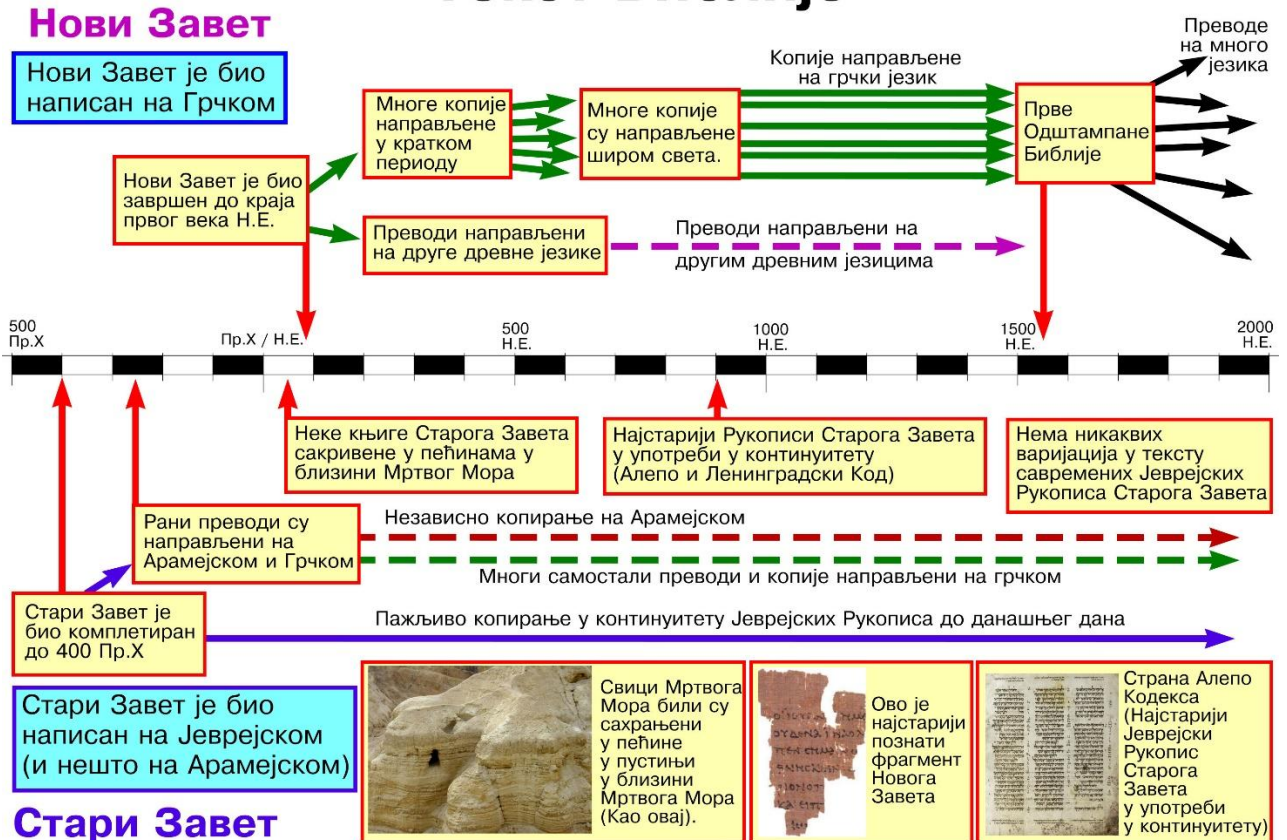 Нови Завет
Нови Завет је био
написан на Грчком
Нови Завет је био
завршен до краја
првог века Н.Е.
Многе копије
направљене
у кратком
периоду
Многе копије
су направљене
широм света.
Копије направљене
на грчки језик
Прве
Одштампане
Библије
Преводе
на много
језика
Преводи направљени
на друге древне језике
Преводи направљени на
другим древним језицима
500
Пр.Х
Пр.Х / Н.Е.
500
Н.Е.
1000
Н.Е.
1500
Н.Е.
2000
Н.Е.
Неке књиге Старога Завета
сакривене у пећинама у
близини Мртвог Мора
Најстарији Рукописи Старога Завета
у употреби у континуитету
(Алепо и Ленинградски Код)
Нема никаквих
варијација у тексту
савремених Јеврејских
Рукописа Старога Завета
Рани преводи су
направљени на
Арамејском и Грчком
Независно копирање на Арамејском
Многи самостали преводи и копије направљени на грчком
Стари Завет је
био комплетиран
до 400 Пр.Х
Пажљиво копирање у континуитету Јеврејских Рукописа до данашњег дана
Стари Завет је био
написан на Јеврејском
(и нешто на Арамејском)
Стари Завет
Свици Мртвога
Мора били су
сахрањени
у пећине
у пустињи
у близини
Мртвога Мора
(Као овај).
Ово је
најстарији
познати
фрагмент
Новога
Завета
Страна Алепо
Кодекса
(Најстарији
Јеврејски
Рукопис
Старога
Завета
у употреби
у континуитету)